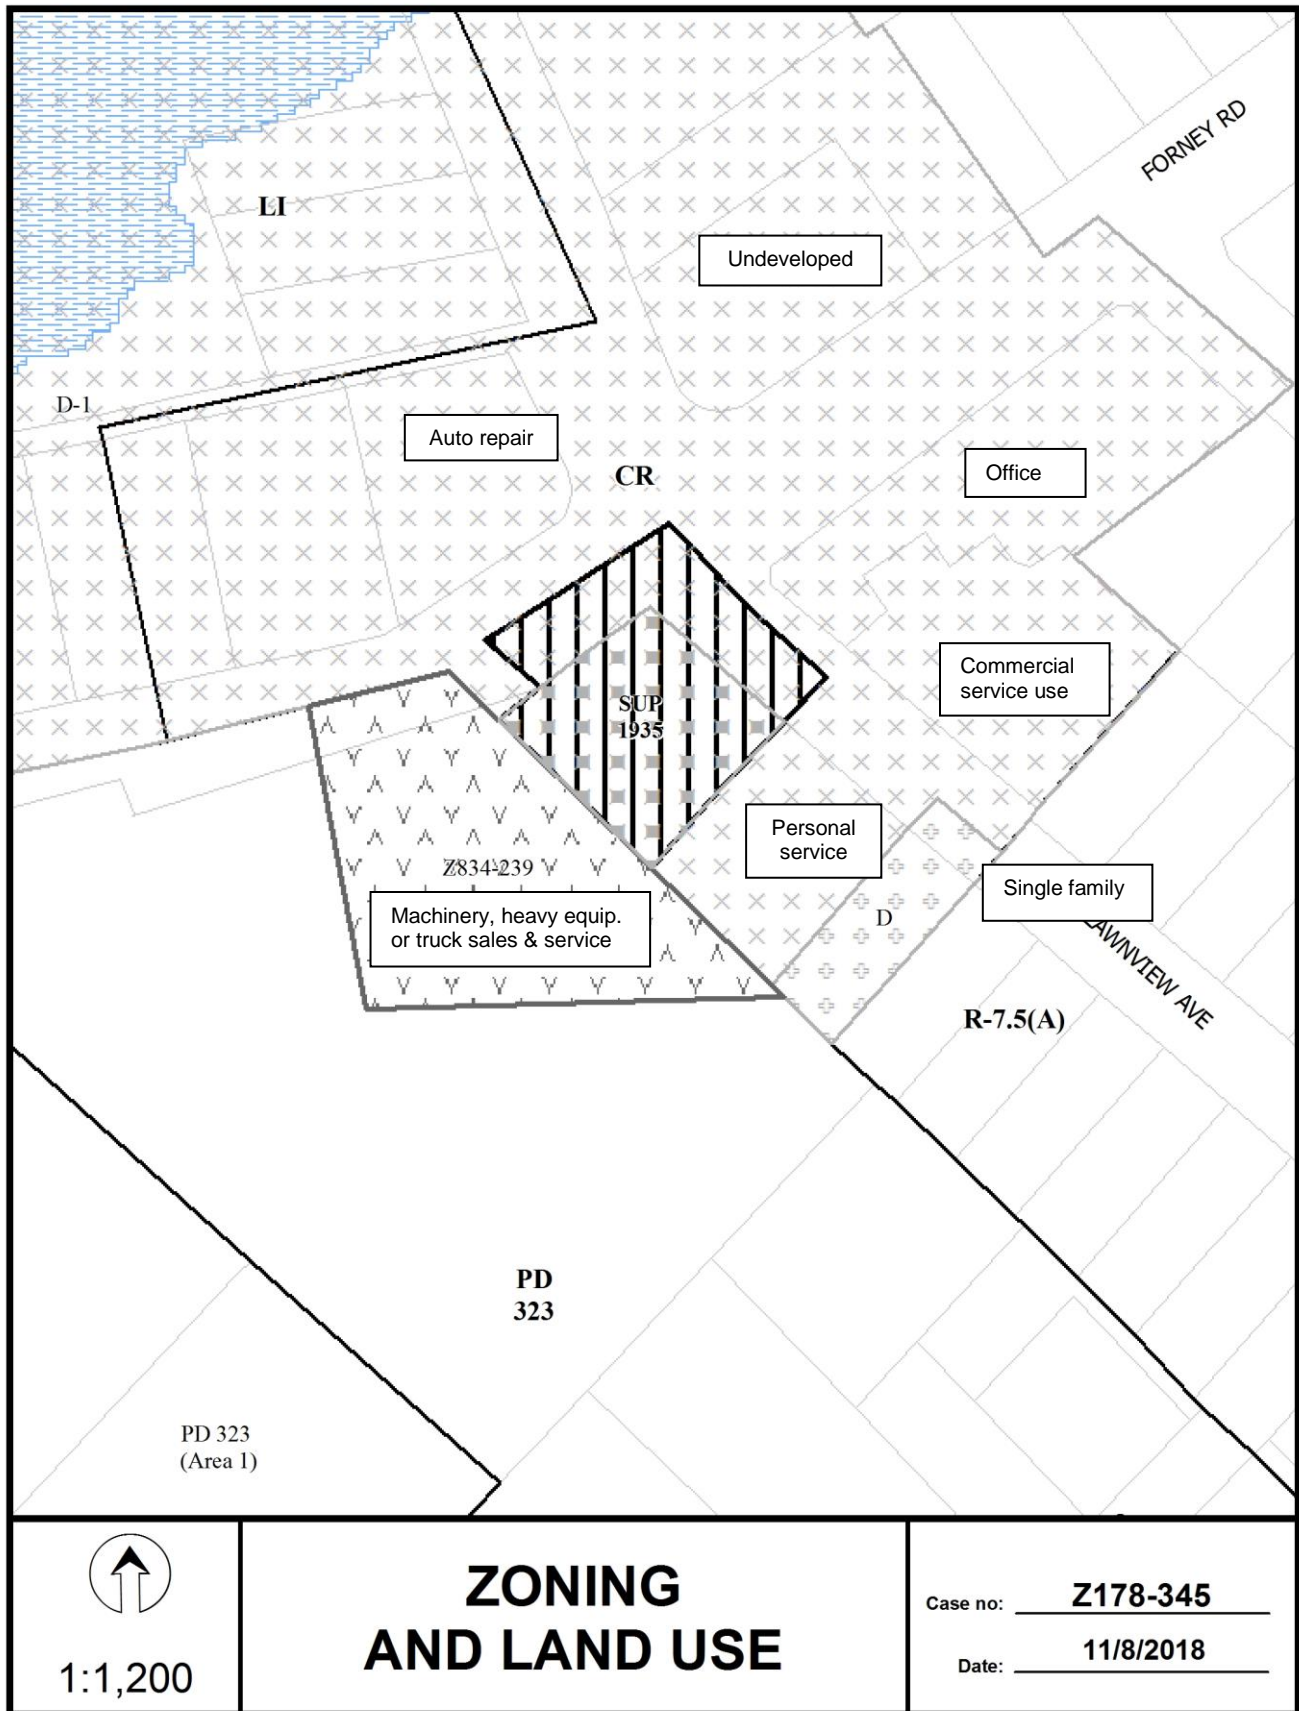 FORNEY RD
LI
Undeveloped
D-1
Auto repair
CR
Office
Commercial
service use
SUP
1935
Personal
service
Z834-239
Single family
Machinery, heavy equip.
or truck sales & service
D
LAWNVIEW AVE
R-7.5(A)
PD
323
PD 323
(Area 1)
1:1,200
ZONING
AND LAND USE
Case no: Z178-345
Date: 11/8/2018